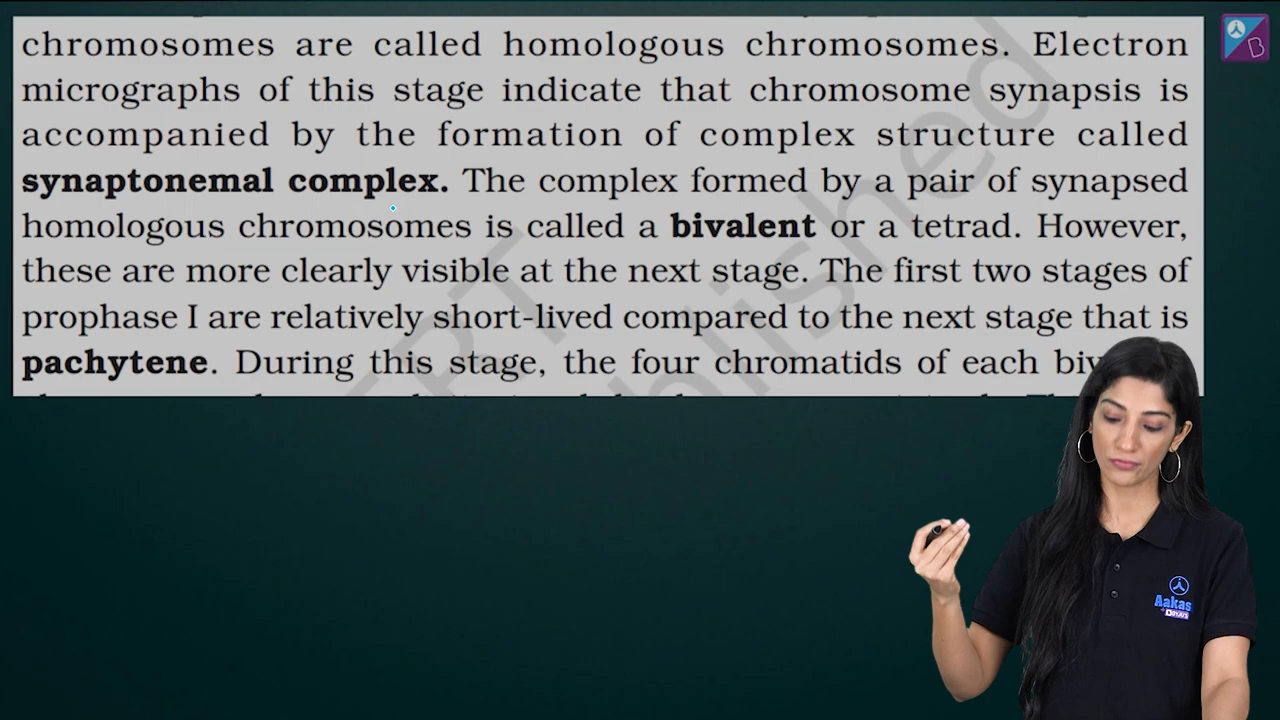 chromosomes are called homologous chromosomes. Electron
micrographs of this stage indicate that chromosome synapsis is
accompanied by the formation of complex structure called
synaptonemal complex. The complex formed by a pair of synapsed
homologous chromosomes is called a bivalent or a tetrad. However,
these are more clearly visible at the next stage. The first two stages of
prophase I are relatively short-lived compared to the next stage that is
pachytene. During this stage, the four chromatids of each
B
Aakas
BYJU'S